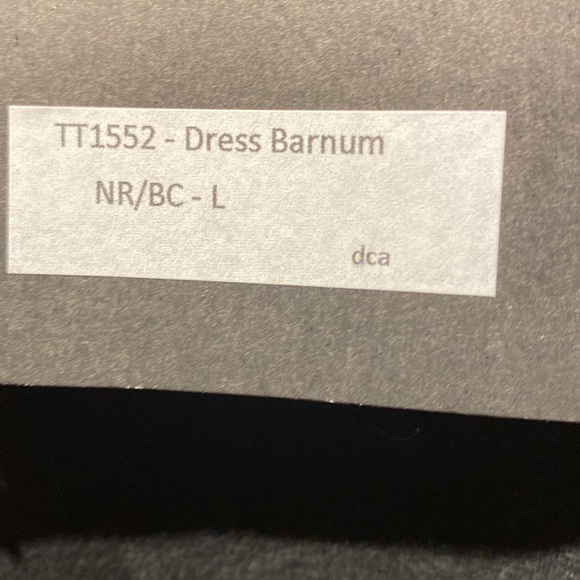 TT1552 - Dress Barnum
NR/BC - L
dca